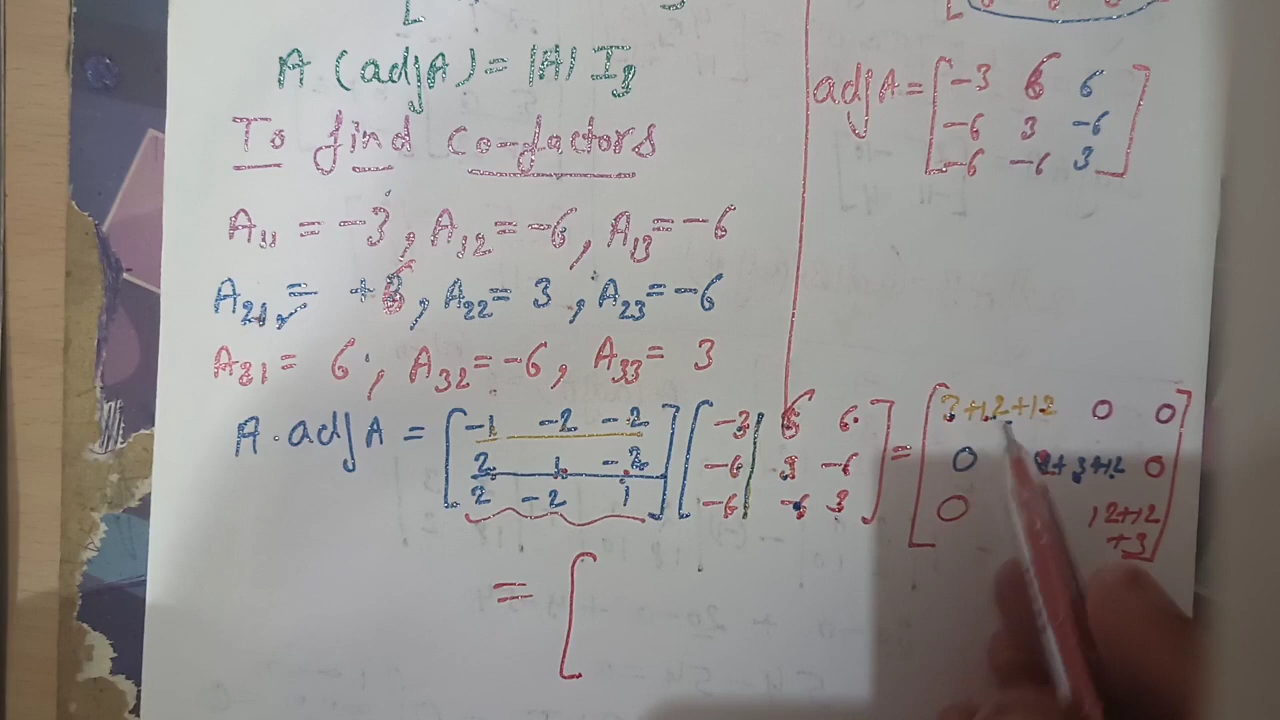 A (adj A) = |A| I3
To find co-factors
A11 = -3, A12 = -6, A13 = -6
A21 = +6, A22 = 3, A23 = -6
A31 = 6, A32 = -6, A33 = 3
A · adj A = [-1 -2 -2] [-3 6 6] = [3+12+12 0 0]
[2 1 -2] [-6 3 -6] [0 +3+12 0]
[2 -2 1] [-6 -6 3] [0 12+12
+3]
= [
adj A = [-3 6 6]
[-6 3 -6]
[-6 -6 3]